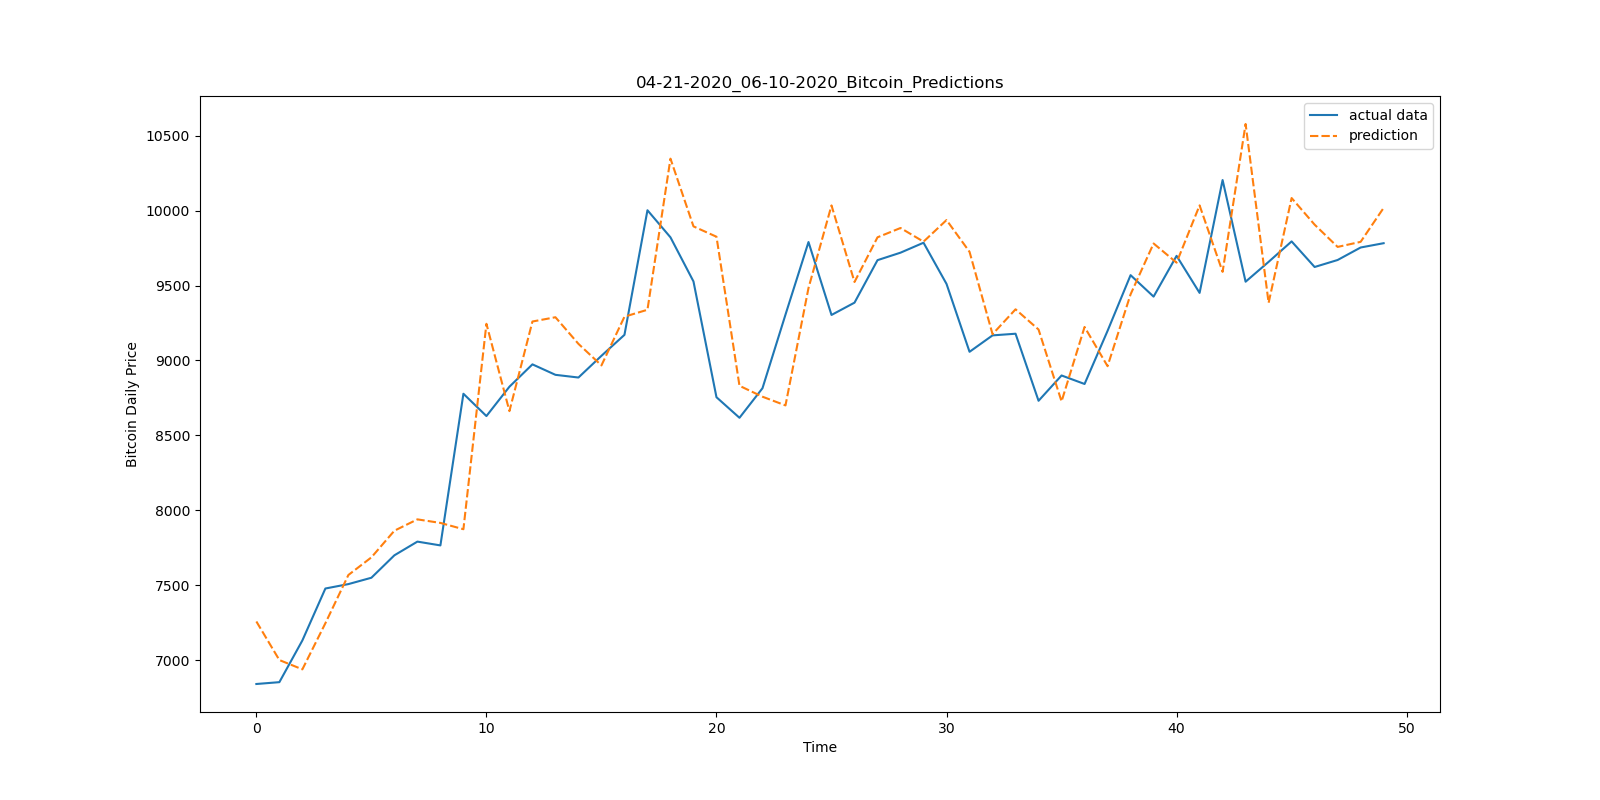 04-21-2020_06-10-2020_Bitcoin_Predictions
actual data
prediction
10500
10000
9500
9000
8500
8000
7500
7000
Bitcoin Daily Price
0 10 20 30 40 50
Time